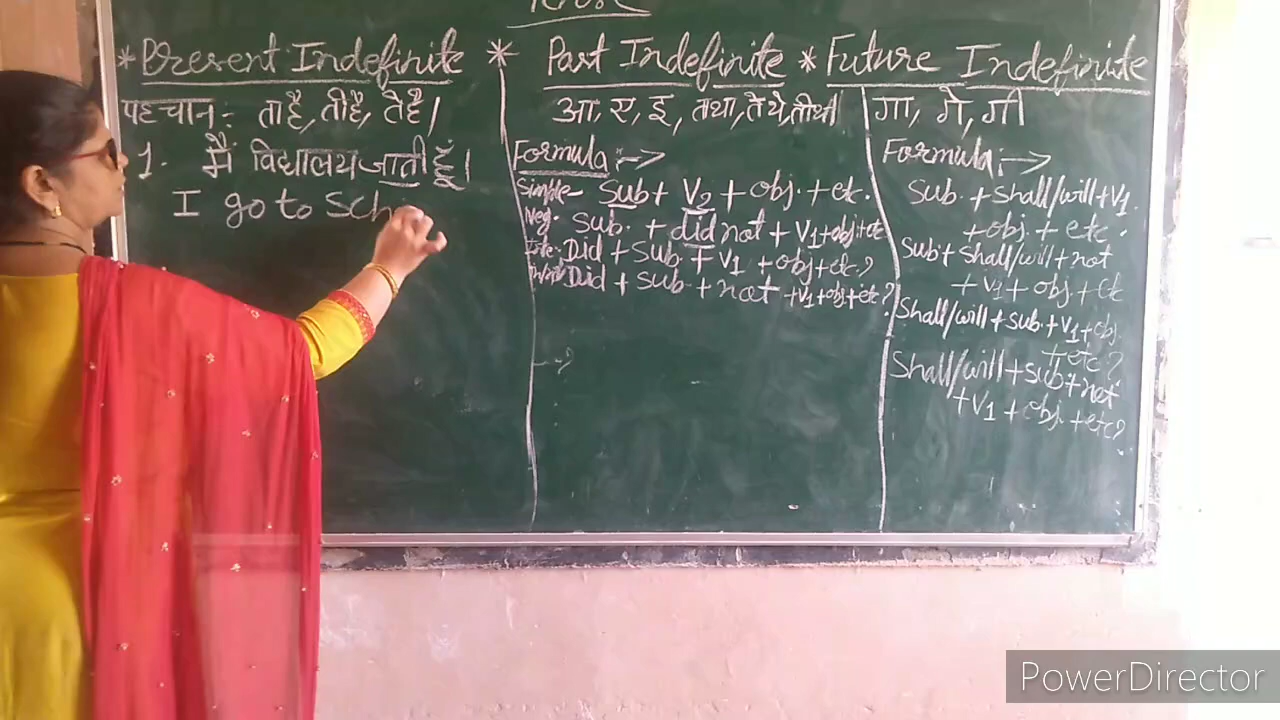 *Present Indefinite
पहचान:- ता है, ती है, ते हैं।
1. मैं विद्यालय जाती हूँ।
I go to Sch
* Past Indefinite
आ, ए, इ, ता था, ते थे, ती थी
Formula:->
Simple- Sub + V2 + obj. + etc.
Neg. Sub. + did not + V1+obj+etc
Did + Sub + V1 + obj+etc?
Did + Sub + not +V1+obj+etc?
-->?
* Future Indefinite
गा, गे, गी
Formula:->
Sub. + Shall/will + V1.
+ obj. + etc.
Sub + Shall/will + not
+ V1 + obj. + etc
Shall/will + sub. + V1 + obj.
+ etc?
Shall/will + sub + not
+ V1 + obj. + etc?
PowerDirector